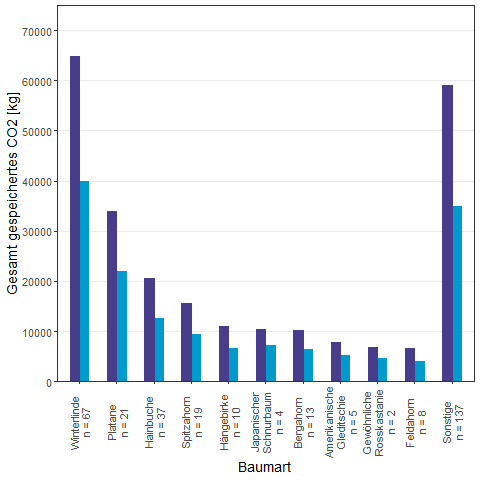 Gesamt gespeichertes CO2 [kg]
70000
60000
50000
40000
30000
20000
10000
0
Winterlinde
n = 67
Platane
n = 21
Hainbuche
n = 37
Spitzahorn
n = 19
Hängebirke
n = 10
Japanischer
Schnurbaum
n = 4
Bergahorn
n = 13
Amerikanische
Gleditschie
n = 5
Gewöhnliche
Rosskastanie
n = 2
Feldahorn
n = 8
Sonstige
n = 137
Baumart